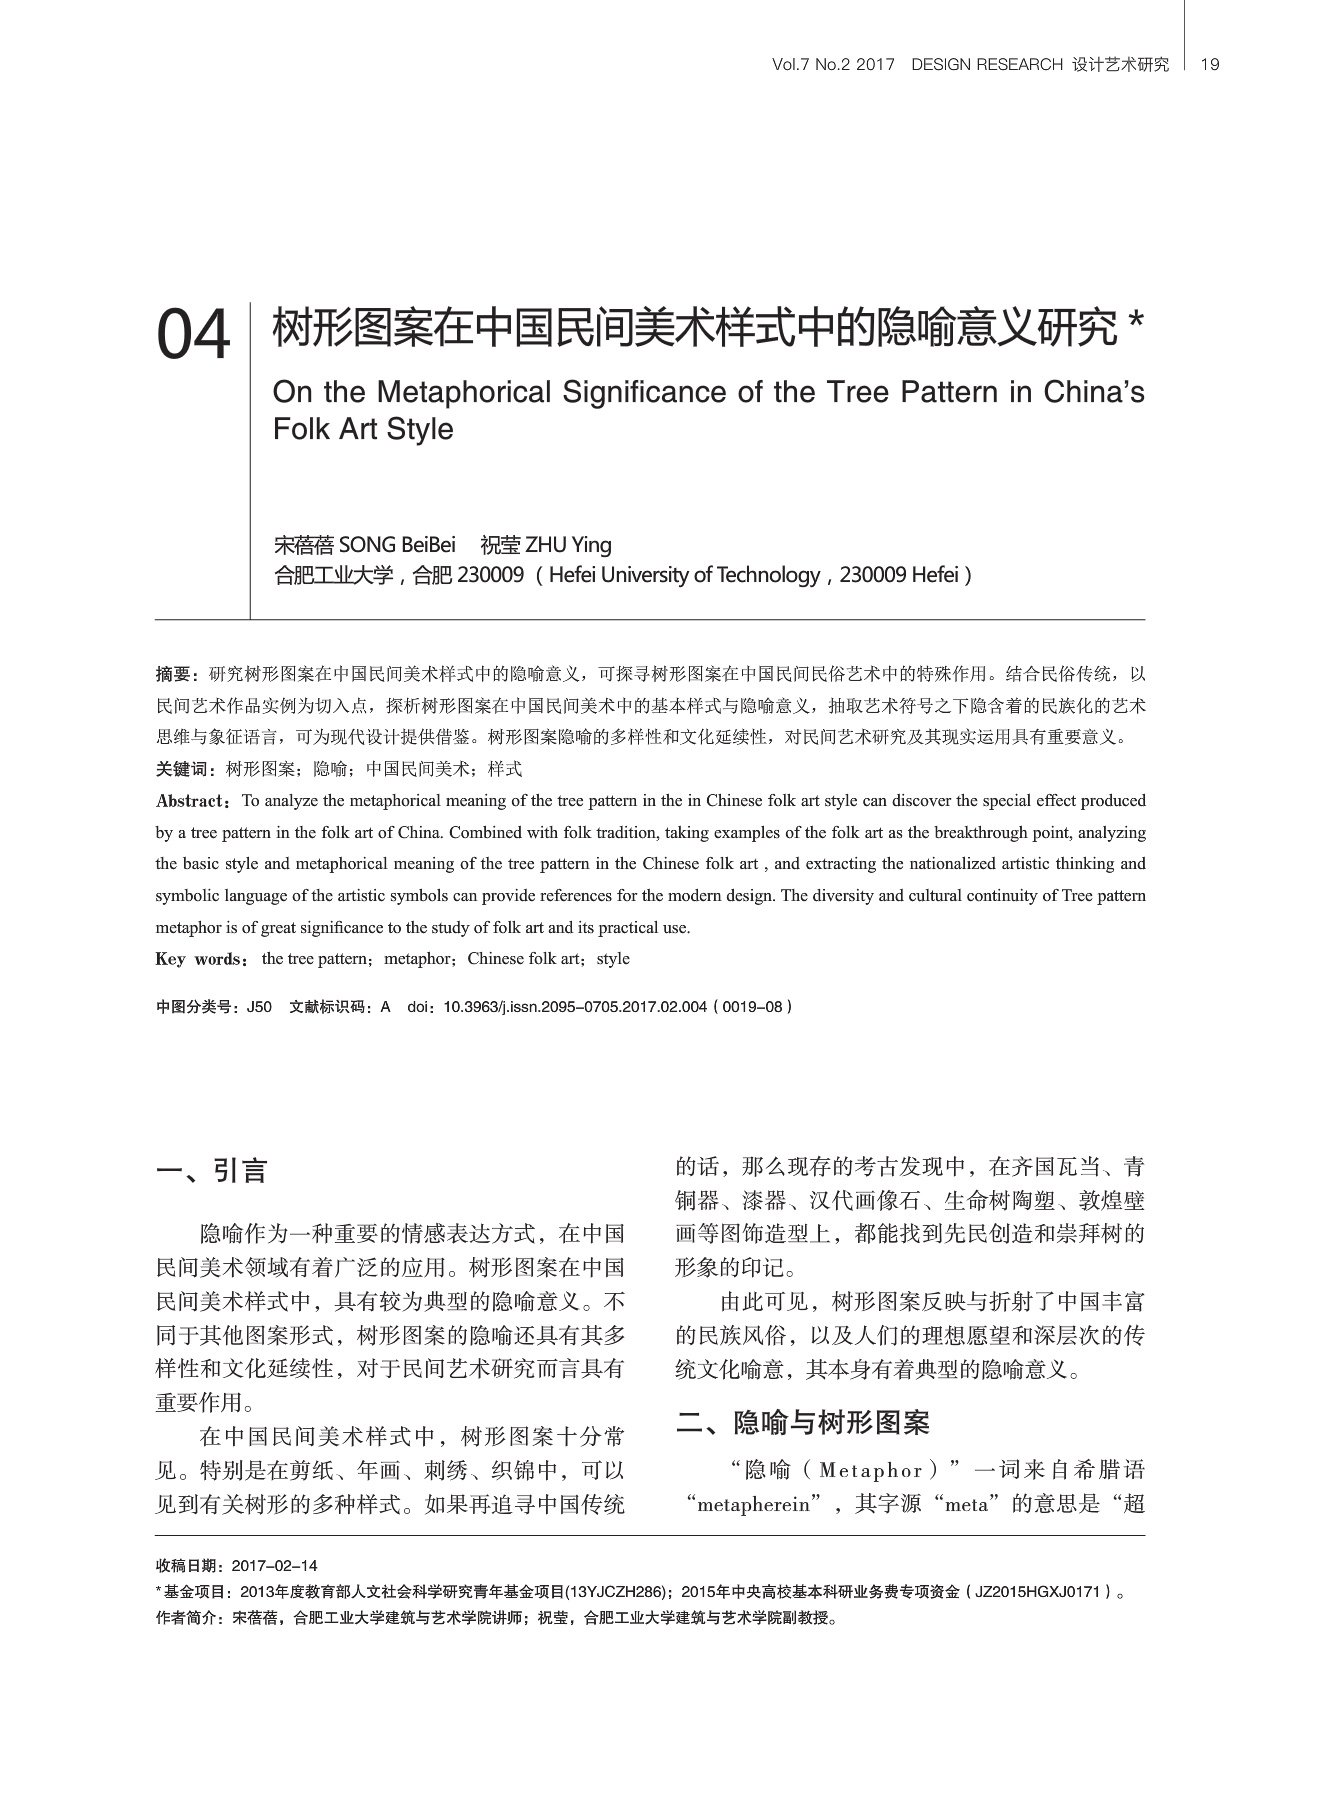 Vol.7 No.2 2017 DESIGN RESEARCH 设计艺术研究 19
04
树形图案在中国民间美术样式中的隐喻意义研究 *
On the Metaphorical Significance of the Tree Pattern in China’s
Folk Art Style
宋蓓蓓 SONG BeiBei 祝莹 ZHU Ying
合肥工业大学，合肥 230009（Hefei University of Technology，230009 Hefei）
摘要：研究树形图案在中国民间美术样式中的隐喻意义，可探寻树形图案在中国民间民俗艺术中的特殊作用。结合民俗传统，以
民间艺术作品实例为切入点，探析树形图案在中国民间美术中的基本样式与隐喻意义，抽取艺术符号之下隐含着的民族化的艺术
思维与象征语言，可为现代设计提供借鉴。树形图案隐喻的多样性和文化延续性，对民间艺术研究及其现实运用具有重要意义。
关键词：树形图案；隐喻；中国民间美术；样式
Abstract：To analyze the metaphorical meaning of the tree pattern in the in Chinese folk art style can discover the special effect produced
by a tree pattern in the folk art of China. Combined with folk tradition, taking examples of the folk art as the breakthrough point, analyzing
the basic style and metaphorical meaning of the tree pattern in the Chinese folk art , and extracting the nationalized artistic thinking and
symbolic language of the artistic symbols can provide references for the modern design. The diversity and cultural continuity of Tree pattern
metaphor is of great significance to the study of folk art and its practical use.
Key words：the tree pattern；metaphor；Chinese folk art；style
中图分类号：J50 文献标识码：A doi：10.3963/j.issn.2095-0705.2017.02.004（0019-08）
一、引言
隐喻作为一种重要的情感表达方式，在中国
民间美术领域有着广泛的应用。树形图案在中国
民间美术样式中，具有较为典型的隐喻意义。不
同于其他图案形式，树形图案的隐喻还具有其多
样性和文化延续性，对于民间艺术研究而言具有
重要作用。
在中国民间美术样式中，树形图案十分常
见。特别是在剪纸、年画、刺绣、织锦中，可以
见到有关树形的多种样式。如果再追寻中国传统
的话，那么现存的考古发现中，在齐国瓦当、青
铜器、漆器、汉代画像石、生命树陶塑、敦煌壁
画等图饰造型上，都能找到先民创造和崇拜树的
形象的印记。
由此可见，树形图案反映与折射了中国丰富
的民族风俗，以及人们的理想愿望和深层次的传
统文化喻意，其本身有着典型的隐喻意义。
二、隐喻与树形图案
“隐喻（Metaphor）”一词来自希腊语
“metapherein”，其字源“meta”的意思是“超
收稿日期：2017-02-14
*基金项目：2013年度教育部人文社会科学研究青年基金项目(13YJCZH286)；2015年中央高校基本科研业务费专项资金（JZ2015HGXJ0171）。
作者简介：宋蓓蓓，合肥工业大学建筑与艺术学院讲师；祝莹，合肥工业大学建筑与艺术学院副教授。